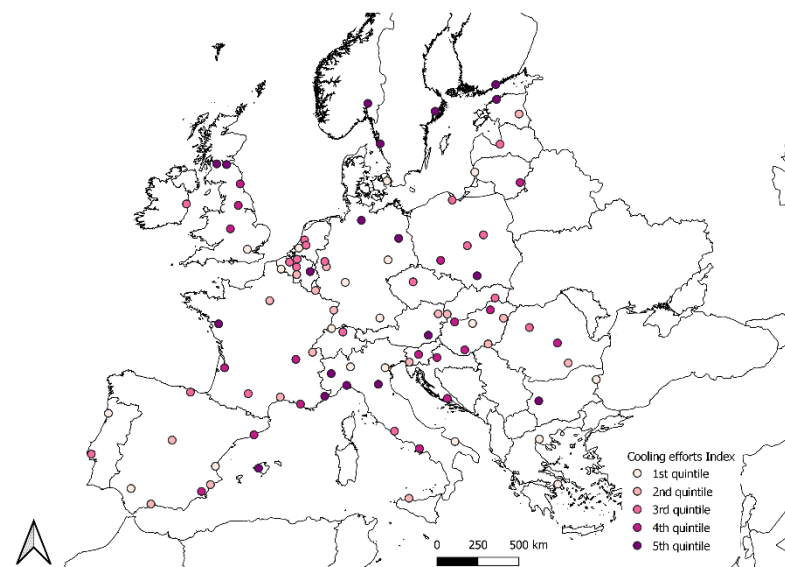 Cooling efforts Index
1st quintile
2nd quintile
3rd quintile
4th quintile
5th quintile
0 250 500 km